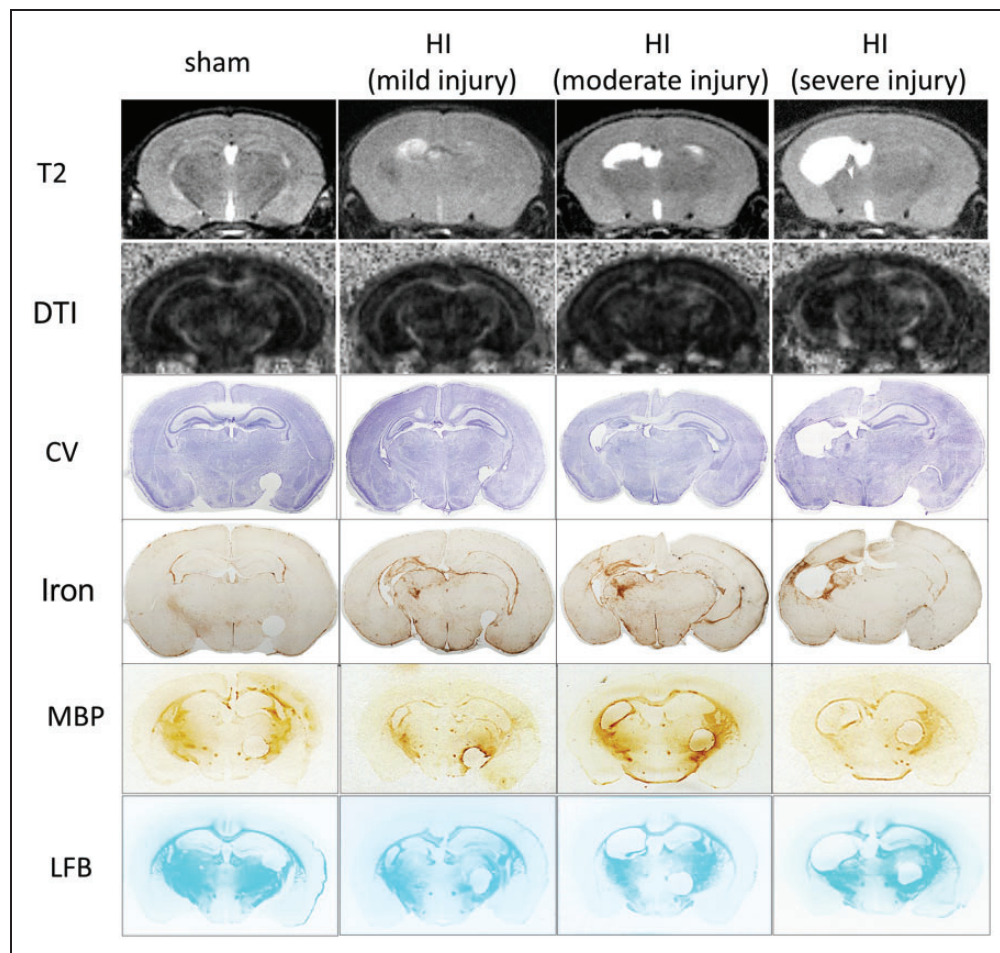 sham
HI
(mild injury)
HI
(moderate injury)
HI
(severe injury)
T2
DTI
CV
Iron
MBP
LFB